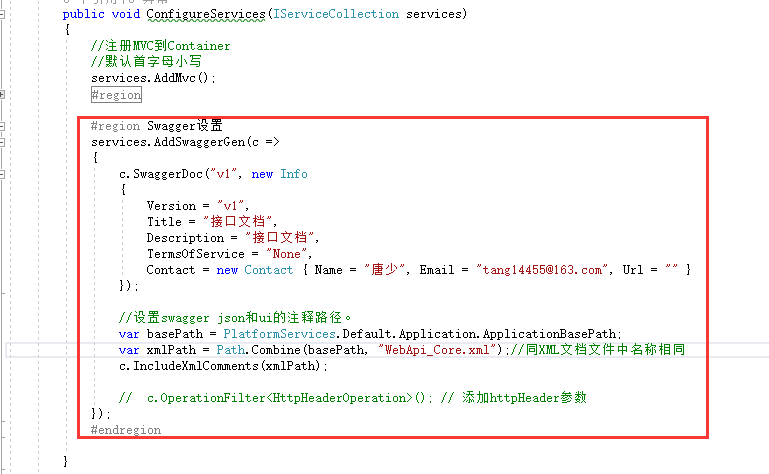 public void ConfigureServices(IServiceCollection services)
{
//注册MVC到Container
//默认首字母小写
services.AddMvc();
#region
#region Swagger设置
services.AddSwaggerGen(c =>
{
c.SwaggerDoc("v1", new Info
{
Version = "v1",
Title = "接口文档",
Description = "接口文档",
TermsOfService = "None",
Contact = new Contact { Name = "唐少", Email = "tang14455@163.com", Url = "" }
});
//设置swagger json和ui的注释路径。
var basePath = PlatformServices.Default.Application.ApplicationBasePath;
var xmlPath = Path.Combine(basePath, "WebApi_Core.xml");//同XML文档文件中名称相同
c.IncludeXmlComments(xmlPath);
// c.OperationFilter<HttpHeaderOperation>(); // 添加httpHeader参数
});
#endregion
}